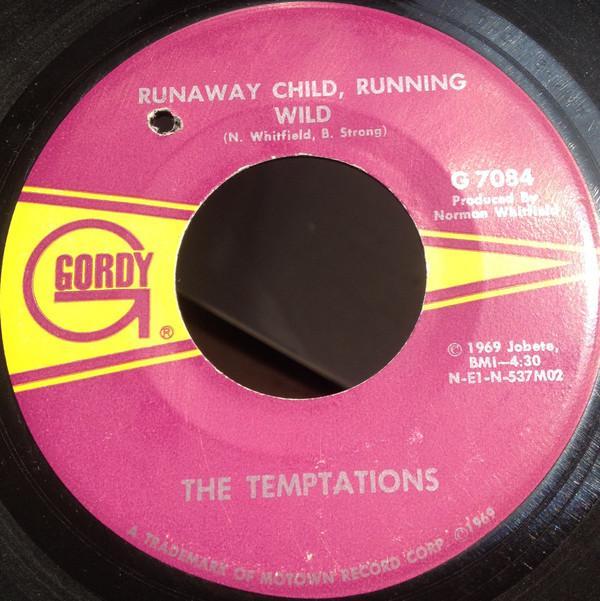 RUNAWAY CHILD, RUNNING
WILD
(N. Whitfield, B. Strong)
G 7084
Produced By
Norman Whitfield
GORDY
®
© 1969 Jobete,
BMI—4:30
N-E1-N-537M02
THE TEMPTATIONS
A TRADEMARK OF MOTOWN RECORD CORP. ©1969